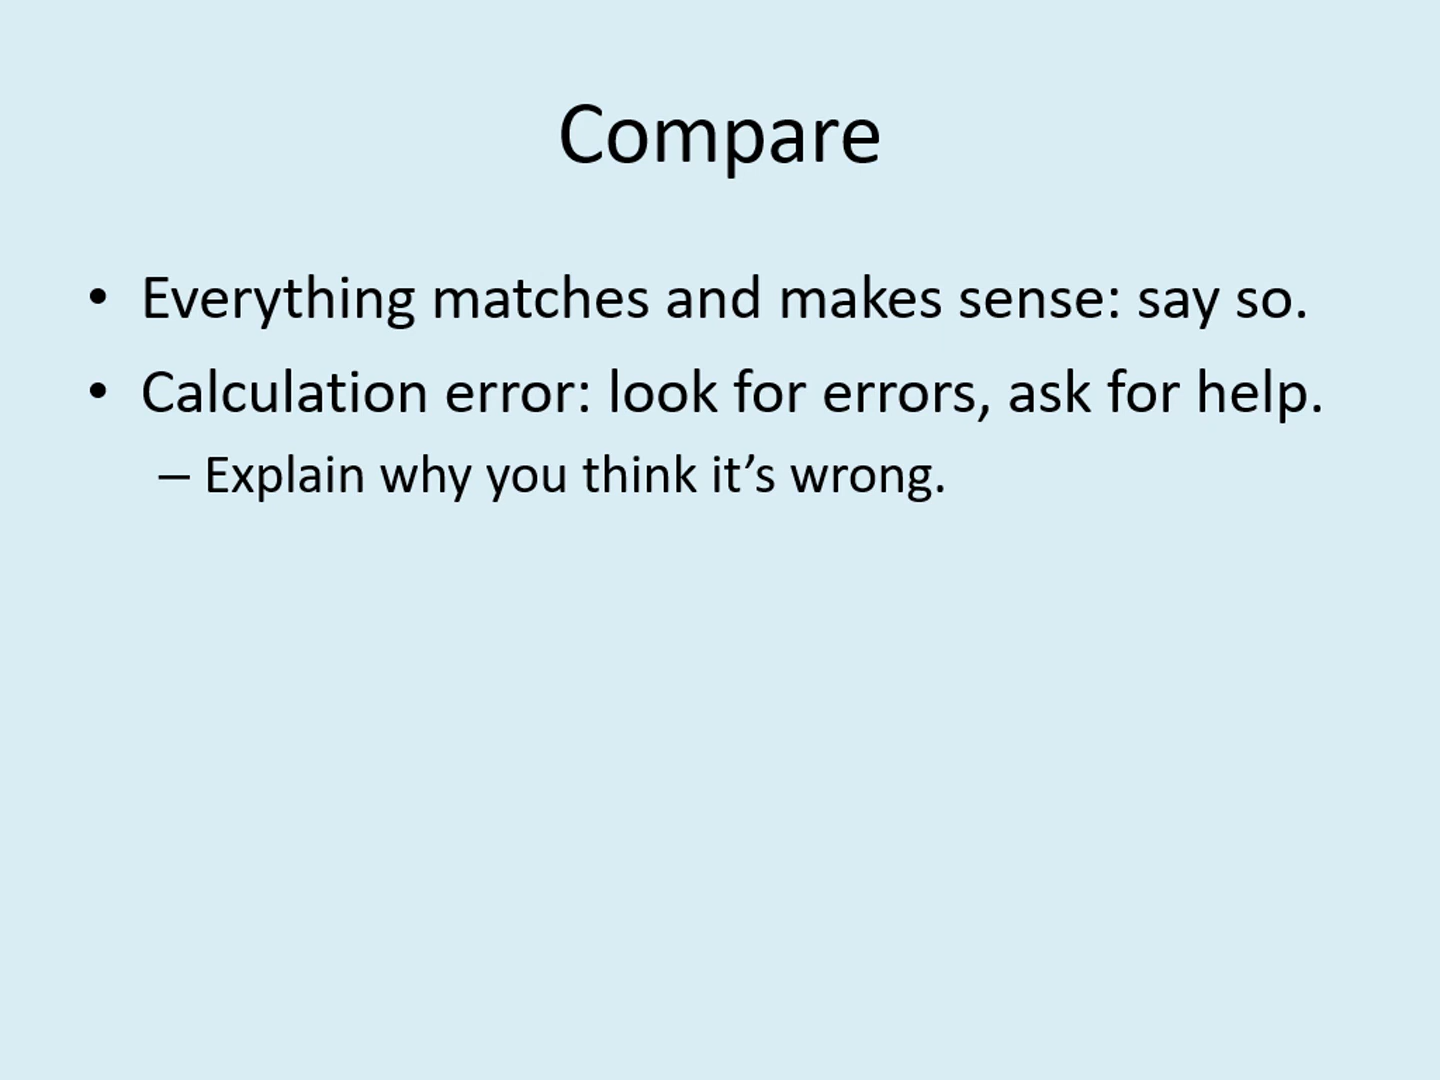 Compare
• Everything matches and makes sense: say so.
• Calculation error: look for errors, ask for help.
– Explain why you think it’s wrong.